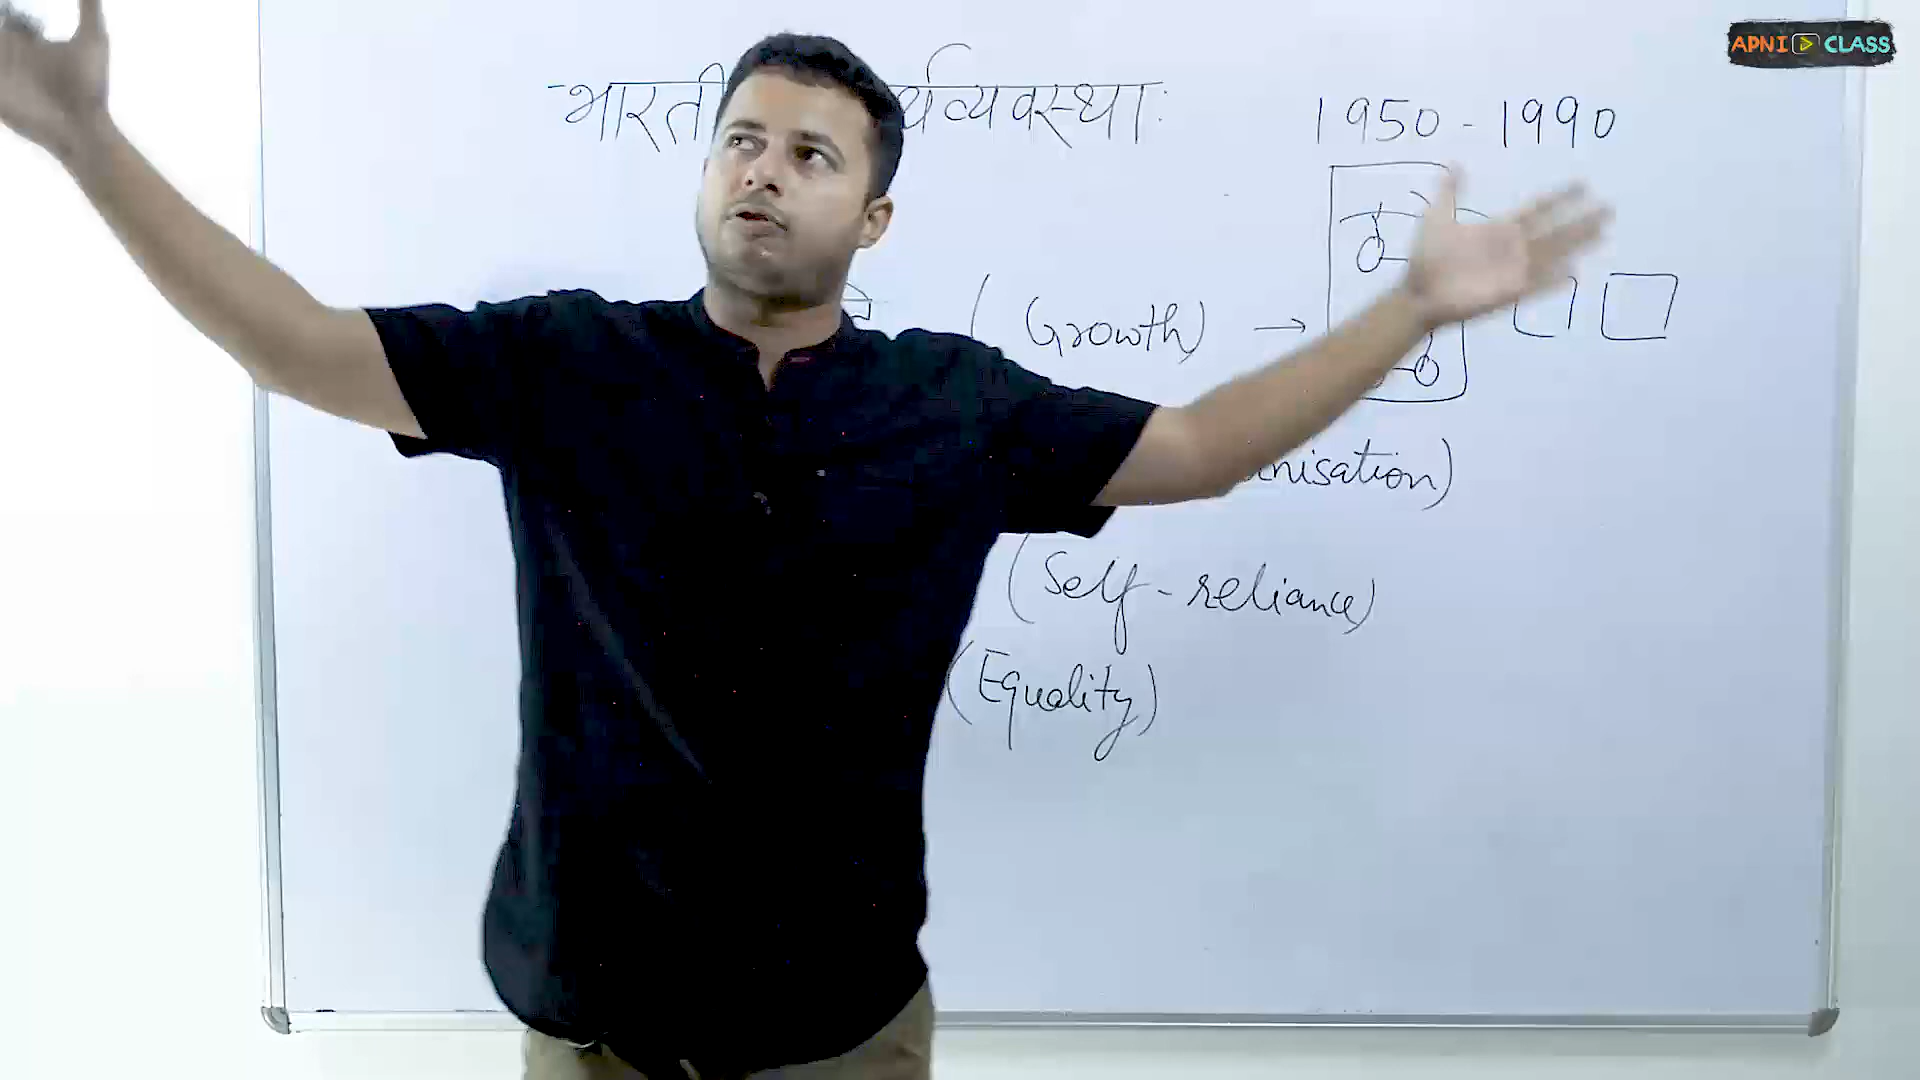 APNI CLASS
भारती र्थव्यवस्था: 1950-1990
(Growth) →
nisation)
(Self-reliance)
(Equality)